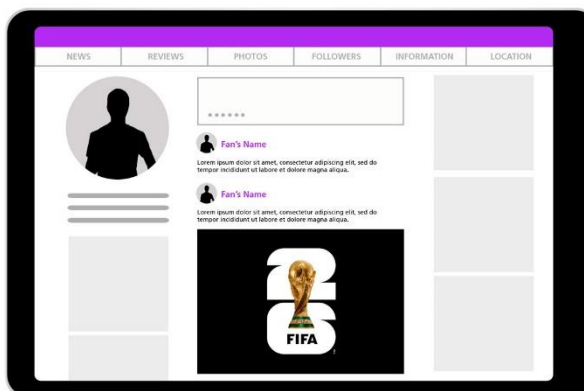 NEWS REVIEWS PHOTOS FOLLOWERS INFORMATION LOCATION
Fan's Name
Lorem ipsum dolor sit amet, consectetur adipiscing elit, sed do
tempor incididunt ut labore et dolore magna aliqua.
Fan's Name
Lorem ipsum dolor sit amet, consectetur adipiscing elit, sed do
tempor incididunt ut labore et dolore magna aliqua.
26
FIFA